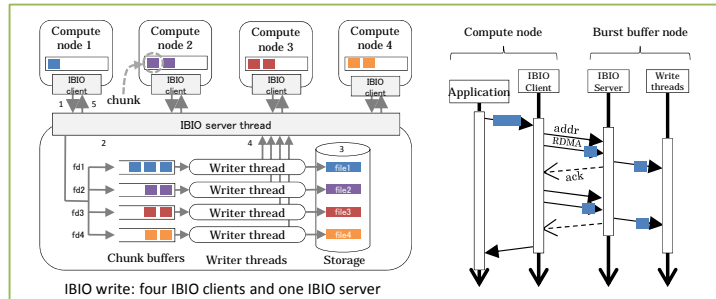 Compute
node 1
Compute
node 2
Compute
node 3
Compute
node 4
IBIO
client
IBIO
client
IBIO
client
IBIO
client
chunk
1
5
IBIO server thread
2
4
3
fd1
Writer thread
file1
fd2
Writer thread
file2
fd3
Writer thread
file3
fd4
Writer thread
file4
Chunk buffers
Writer threads
Storage
IBIO write: four IBIO clients and one IBIO server
Compute node
Burst buffer node
Application
IBIO
Client
IBIO
Server
Write
threads
addr
RDMA
ack